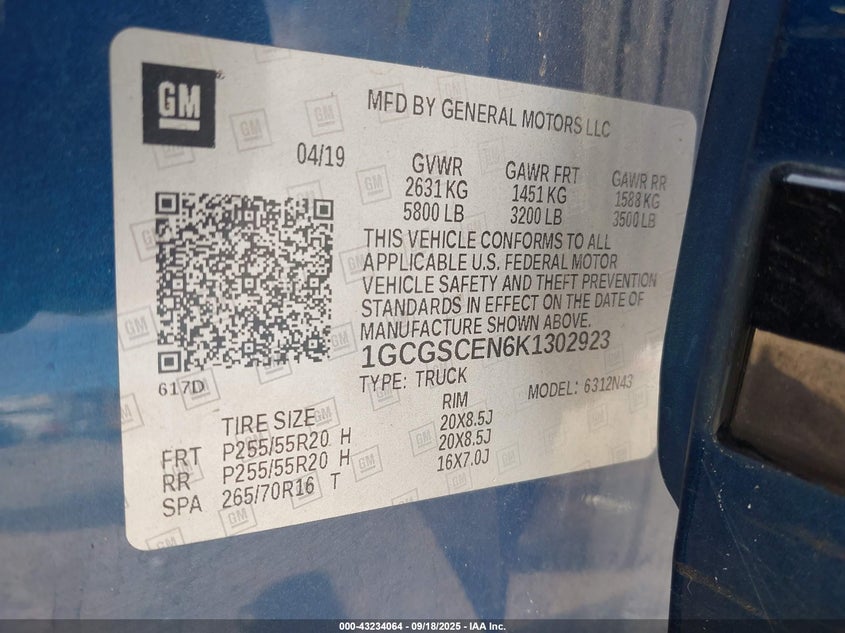 GM
MFD BY GENERAL MOTORS LLC
04/19
GVWR GAWR FRT GAWR RR
2631 KG 1451 KG 1588 KG
5800 LB 3200 LB 3500 LB
THIS VEHICLE CONFORMS TO ALL
APPLICABLE U.S. FEDERAL MOTOR
VEHICLE SAFETY AND THEFT PREVENTION
STANDARDS IN EFFECT ON THE DATE OF
MANUFACTURE SHOWN ABOVE.
1GCGSCEN6K1302923
617D
TYPE: TRUCK MODEL: 6312N43
TIRE SIZE RIM
FRT P255/55R20 H 20X8.5J
RR P255/55R20 H 20X8.5J
SPA 265/70R16 T 16X7.0J
000-43234064 - 09/18/2025 - IAA Inc.